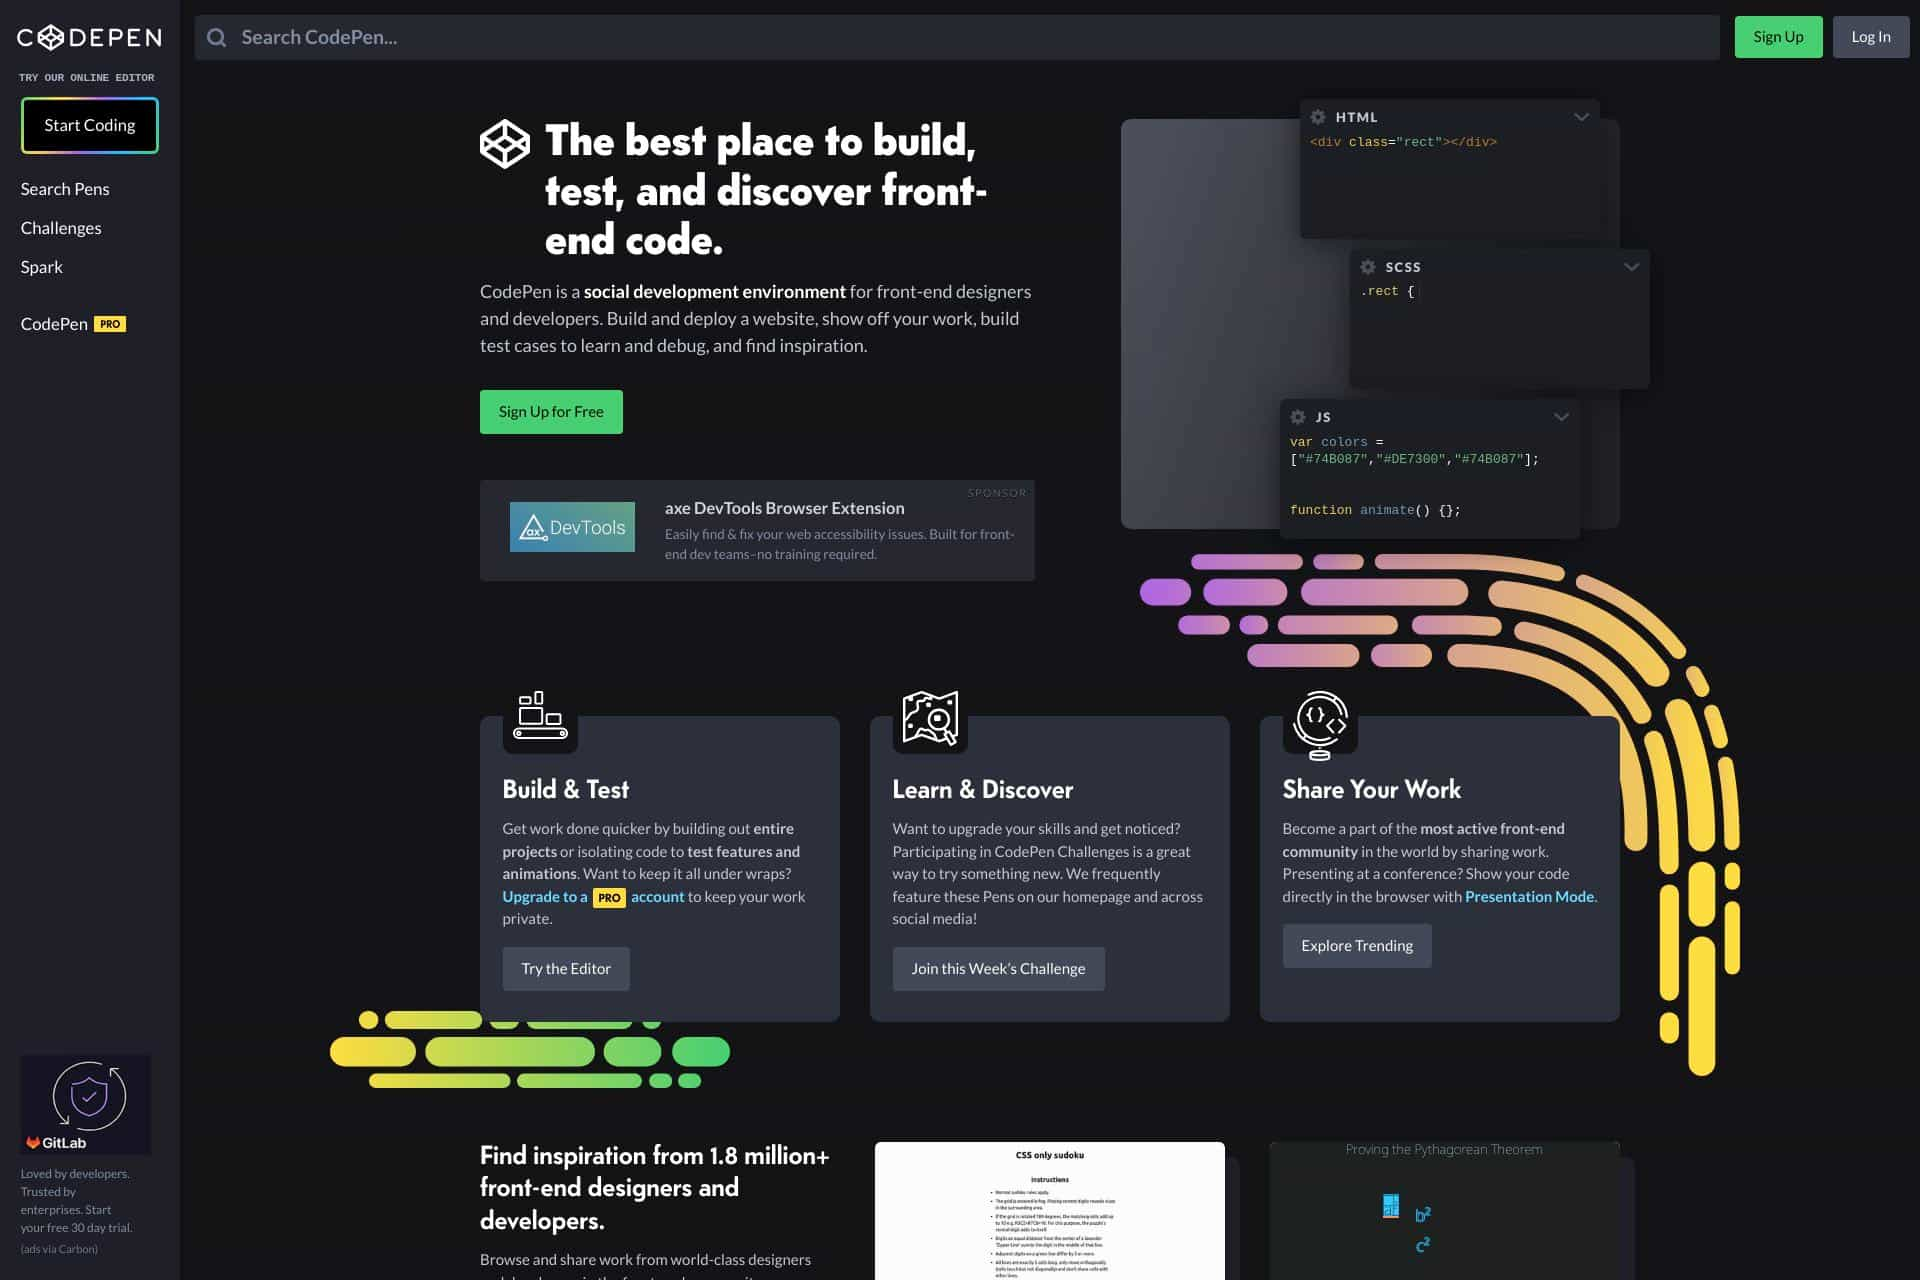 CODEPEN
TRY OUR ONLINE EDITOR
Start Coding
Search Pens
Challenges
Spark
CodePen PRO
GitLab
Loved by developers.
Trusted by
enterprises. Start
your free 30 day trial.
(ads via Carbon)
Search CodePen...
Sign Up
Log In
The best place to build,
test, and discover front-
end code.
CodePen is a social development environment for front-end designers
and developers. Build and deploy a website, show off your work, build
test cases to learn and debug, and find inspiration.
Sign Up for Free
HTML
<div class="rect"></div>
SCSS
.rect {
JS
var colors =
["#74B087","#DE7300","#74B087"];
function animate() {};
SPONSOR
ax DevTools
axe DevTools Browser Extension
Easily find & fix your web accessibility issues. Built for front-
end dev teams–no training required.
Build & Test
Get work done quicker by building out entire
projects or isolating code to test features and
animations. Want to keep it all under wraps?
Upgrade to a PRO account to keep your work
private.
Try the Editor
Learn & Discover
Want to upgrade your skills and get noticed?
Participating in CodePen Challenges is a great
way to try something new. We frequently
feature these Pens on our homepage and across
social media!
Join this Week's Challenge
Share Your Work
Become a part of the most active front-end
community in the world by sharing work.
Presenting at a conference? Show your code
directly in the browser with Presentation Mode.
Explore Trending
Find inspiration from 1.8 million+
front-end designers and
developers.
Browse and share work from world-class designers
CSS only sudoku
Instructions
Normal sudoku rules apply.
Proving the Pythagorean Theorem
b²
c²